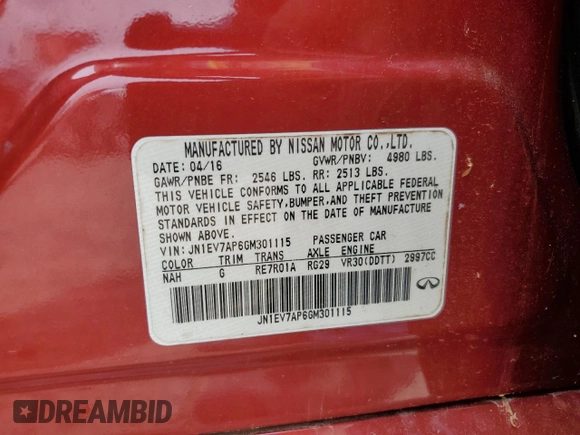 MANUFACTURED BY NISSAN MOTOR CO.,LTD.
DATE: 04/16 GVWR/PNBV: 4980 LBS.
GAWR/PNBE FR: 2546 LBS. RR: 2513 LBS.
THIS VEHICLE CONFORMS TO ALL APPLICABLE FEDERAL
MOTOR VEHICLE SAFETY,BUMPER,AND THEFT PREVENTION
STANDARDS IN EFFECT ON THE DATE OF MANUFACTURE
SHOWN ABOVE.
VIN: JN1EV7AP6GM301115 PASSENGER CAR
COLOR TRIM TRANS AXLE ENGINE
NAH G RE7R01A RG29 VR30(DDTT) 2997CC
JN1EV7AP6GM301115
DREAMBID